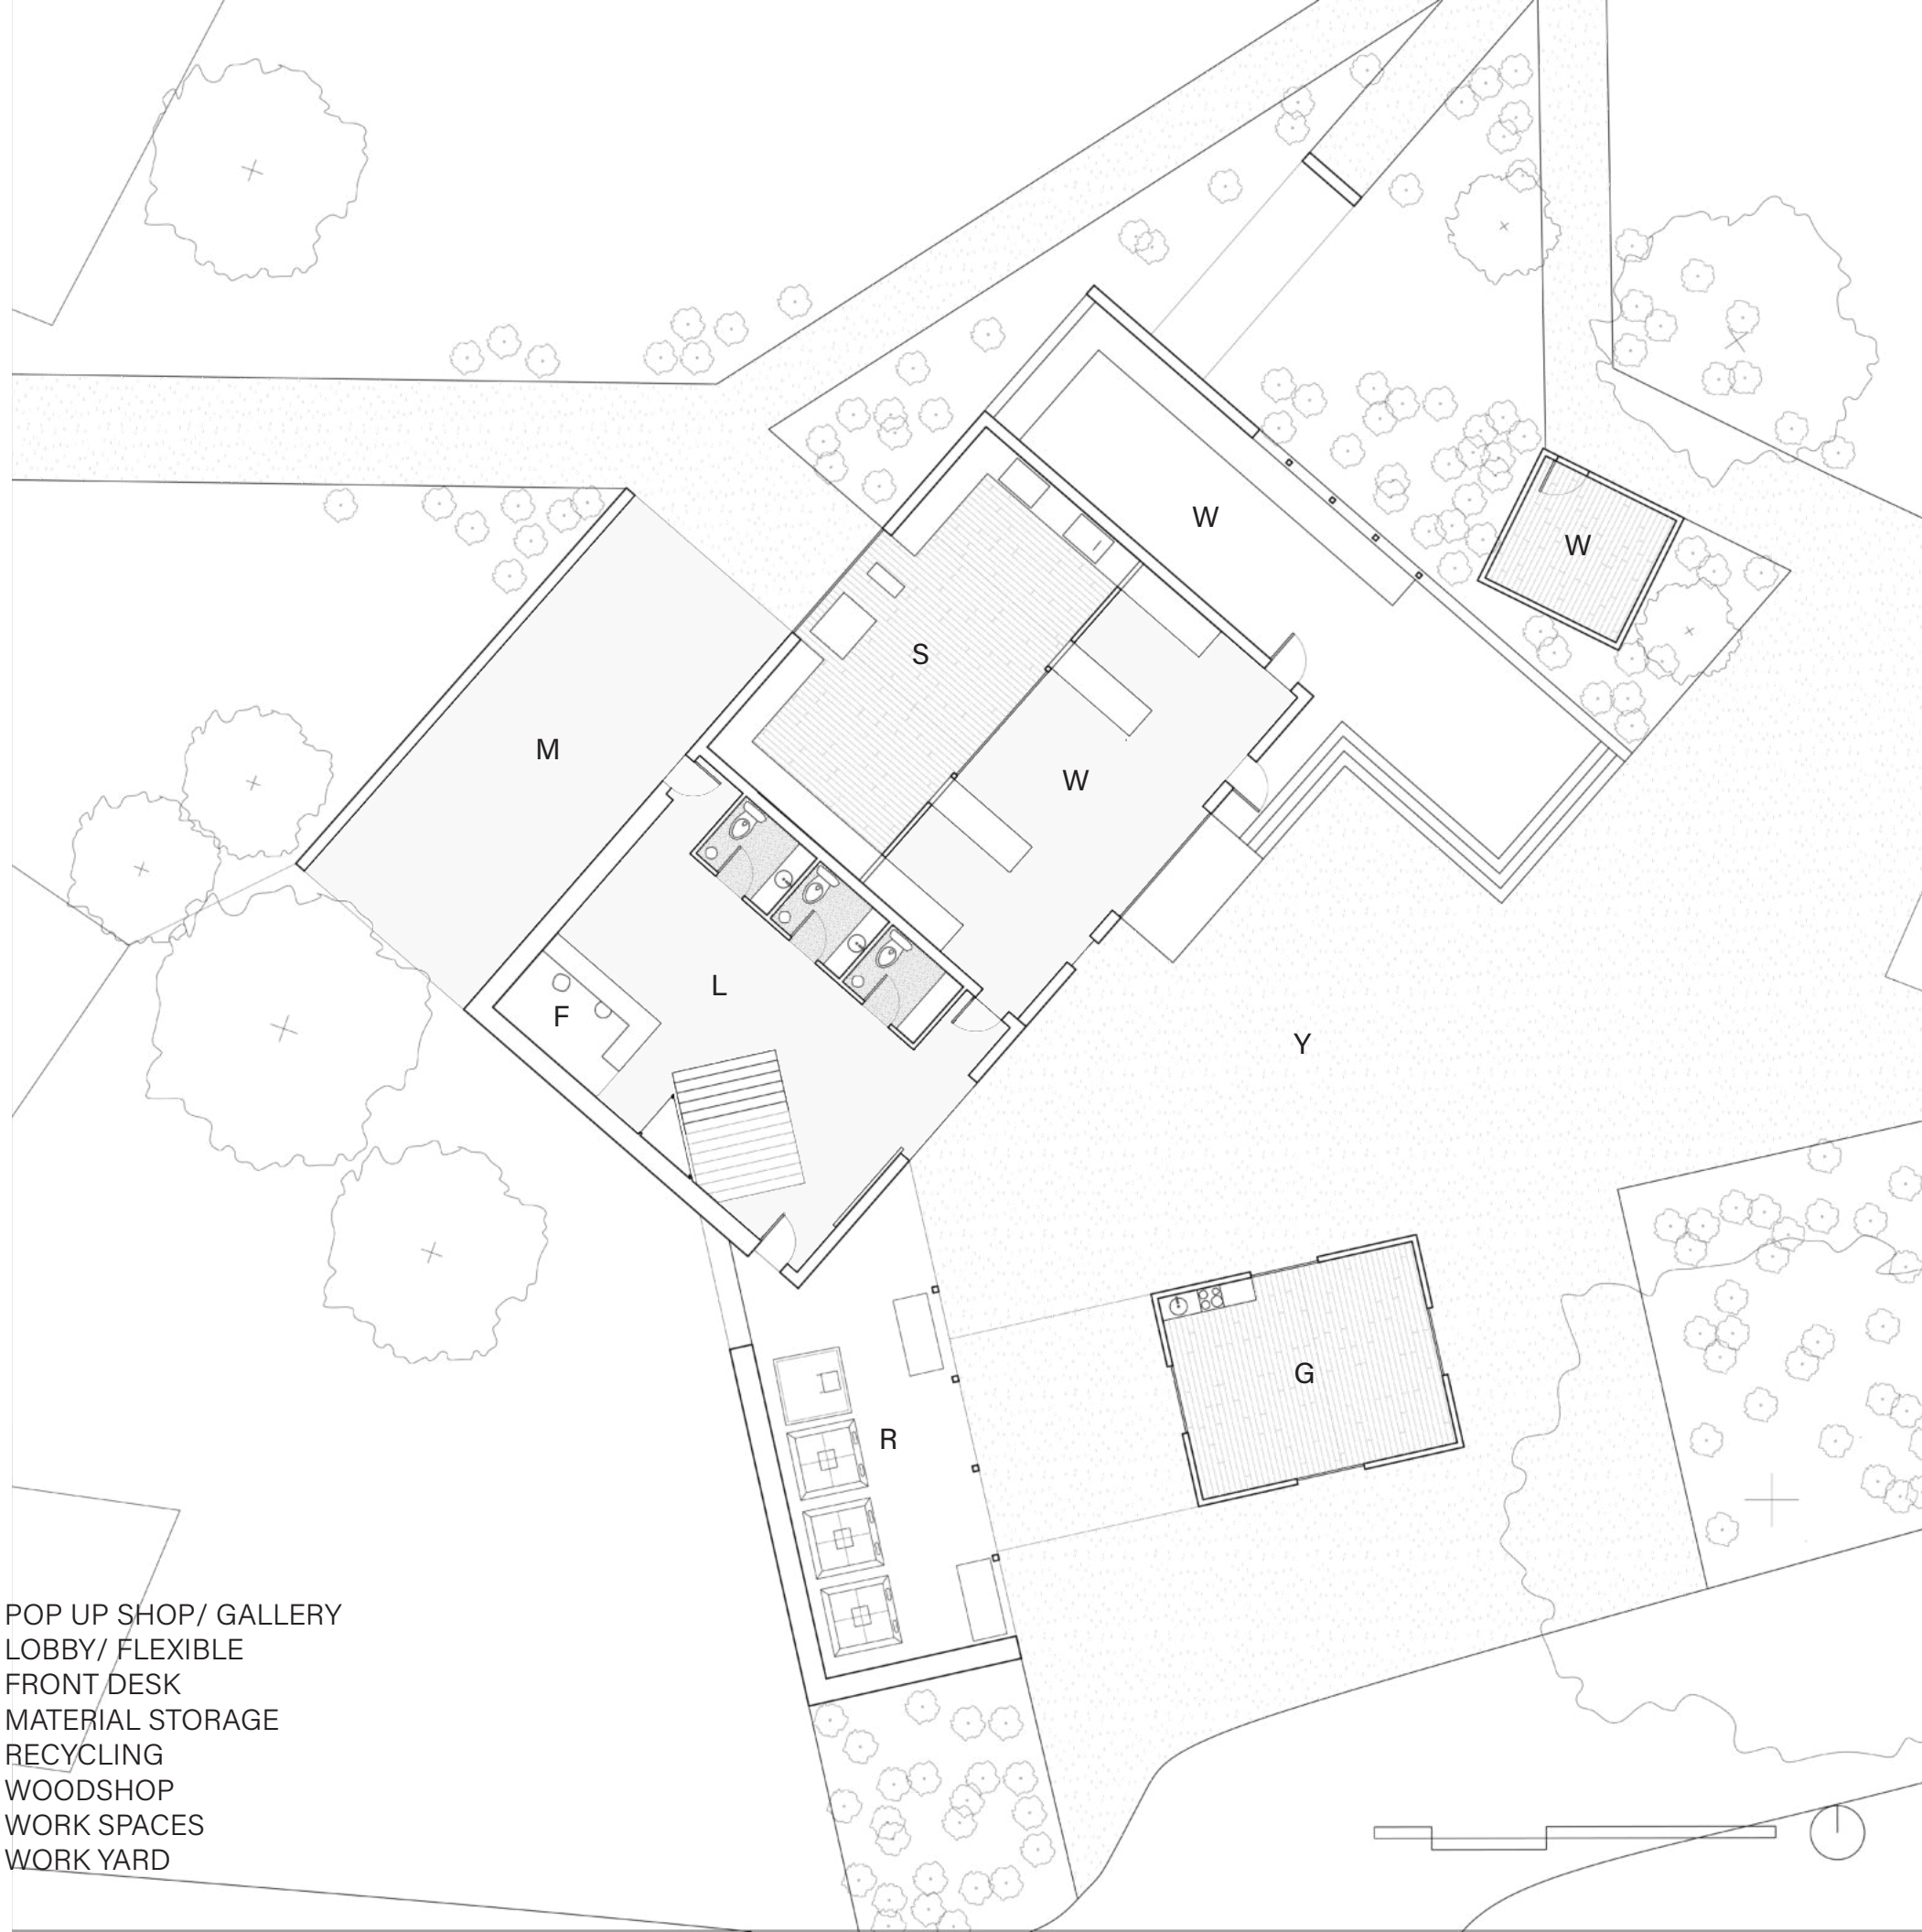 W
W
S
M
W
L
F
Y
G
R
POP UP SHOP/ GALLERY
LOBBY/ FLEXIBLE
FRONT DESK
MATERIAL STORAGE
RECYCLING
WOODSHOP
WORK SPACES
WORK YARD